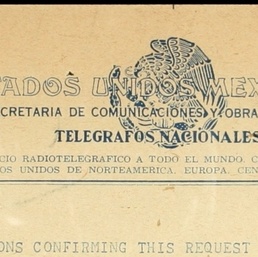 TADOS UNIDOS MEX
CRETARIA DE COMUNICACIONES Y OBRA
TELEGRAFOS NACIONALES
CIO RADIOTELEGRAFICO A TODO EL MUNDO. C
OS UNIDOS DE NORTEAMERICA. EUROPA. CEN
ONS CONFIRMING THIS REQUEST